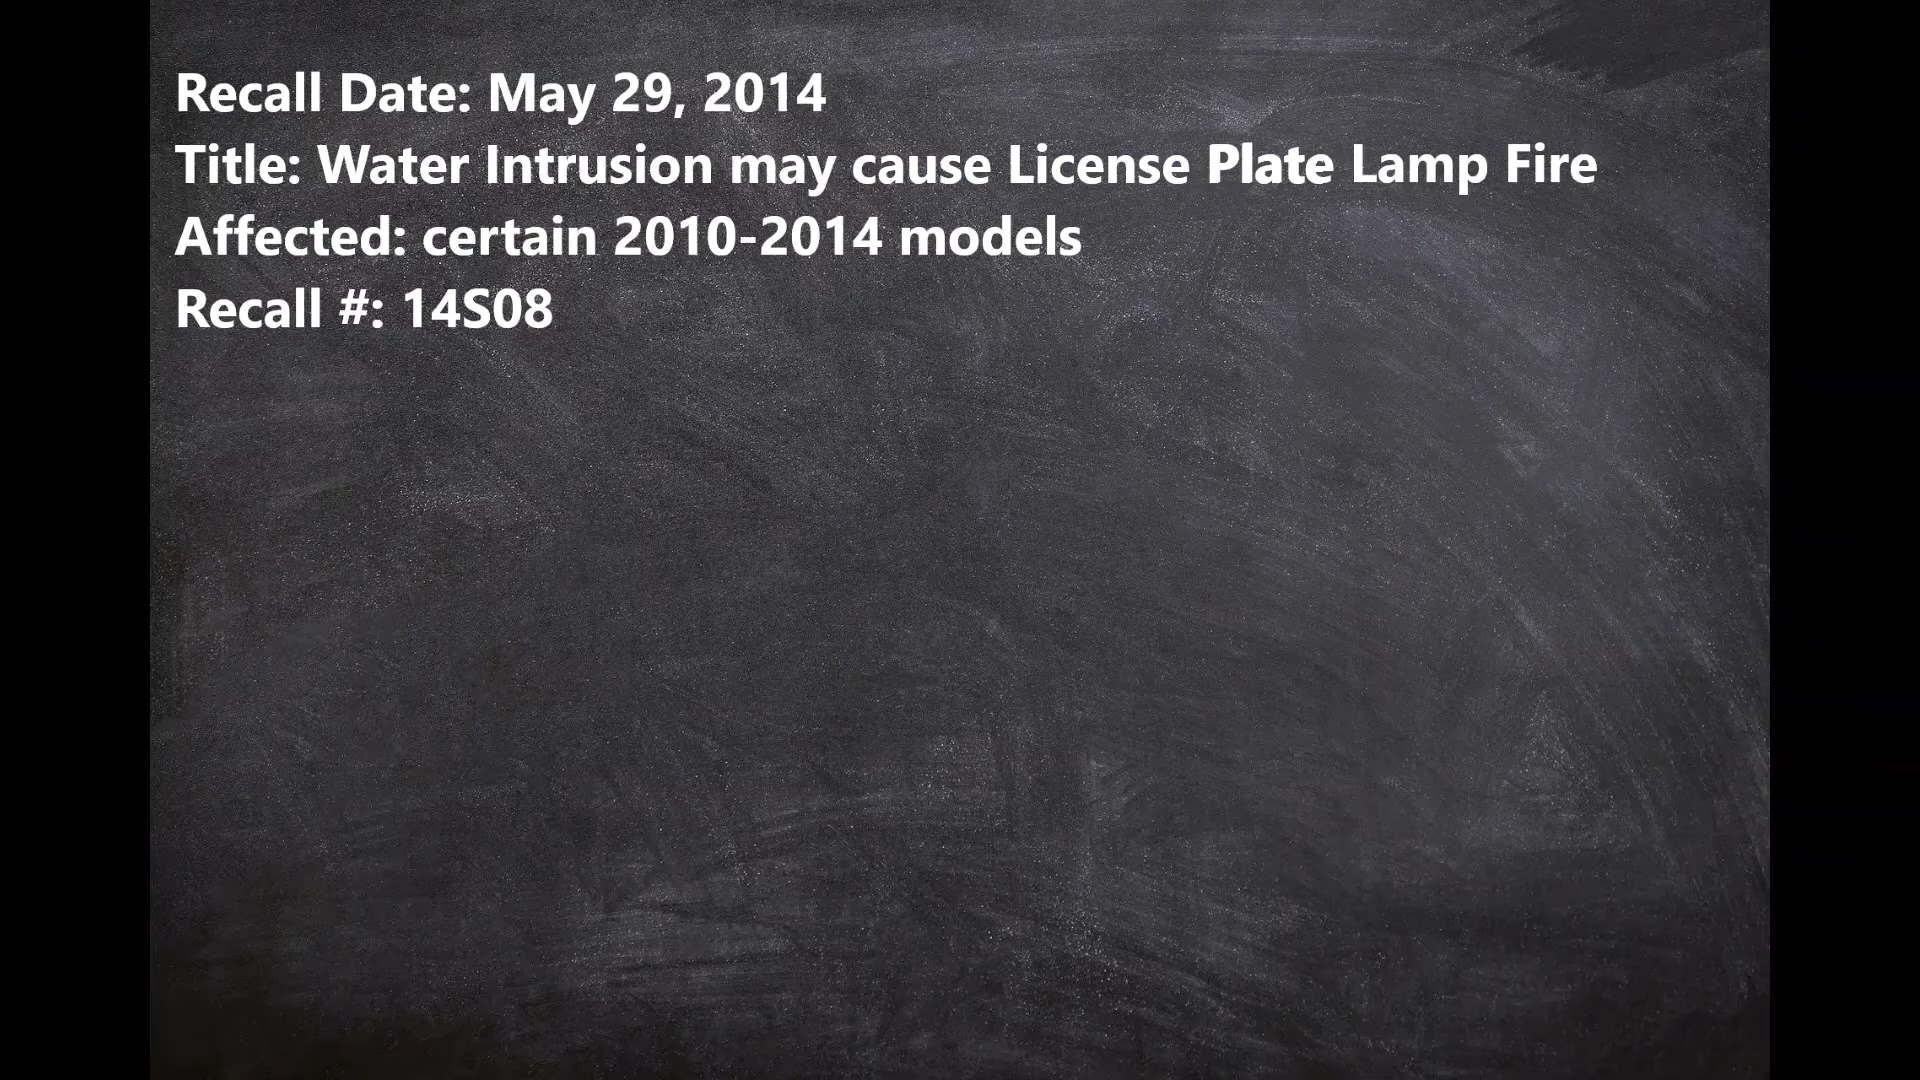 Recall Date: May 29, 2014
Title: Water Intrusion may cause License Plate Lamp Fire
Affected: certain 2010-2014 models
Recall #: 14S08